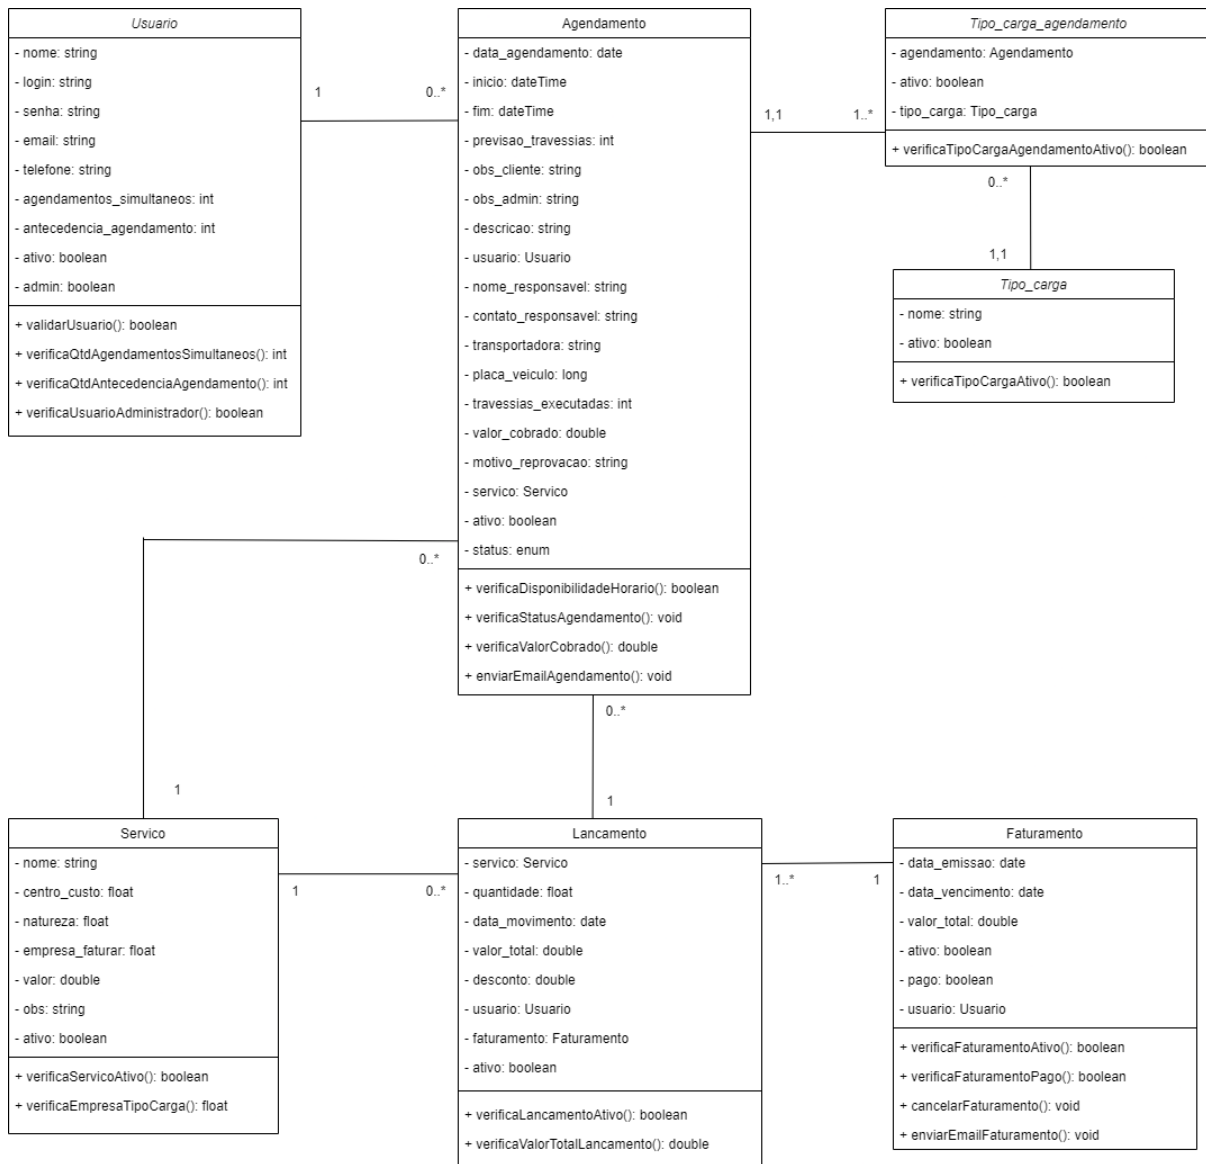 Usuario
- nome: string
- login: string
- senha: string
- email: string
- telefone: string
- agendamentos_simultaneos: int
- antecedencia_agendamento: int
- ativo: boolean
- admin: boolean
+ validarUsuario(): boolean
+ verificaQtdAgendamentosSimultaneos(): int
+ verificaQtdAntecedenciaAgendamento(): int
+ verificaUsuarioAdministrador(): boolean
1
0..*
Agendamento
- data_agendamento: date
- inicio: dateTime
- fim: dateTime
- previsao_travessias: int
- obs_cliente: string
- obs_admin: string
- descricao: string
- usuario: Usuario
- nome_responsavel: string
- contato_responsavel: string
- transportadora: string
- placa_veiculo: long
- travessias_executadas: int
- valor_cobrado: double
- motivo_reprovacao: string
- servico: Servico
- ativo: boolean
- status: enum
+ verificaDisponibilidadeHorario(): boolean
+ verificaStatusAgendamento(): void
+ verificaValorCobrado(): double
+ enviarEmailAgendamento(): void
1,1
1..*
Tipo_carga_agendamento
- agendamento: Agendamento
- ativo: boolean
- tipo_carga: Tipo_carga
+ verificaTipoCargaAgendamentoAtivo(): boolean
0..*
1,1
Tipo_carga
- nome: string
- ativo: boolean
+ verificaTipoCargaAtivo(): boolean
0..*
1
0..*
1
Servico
- nome: string
- centro_custo: float
- natureza: float
- empresa_faturar: float
- valor: double
- obs: string
- ativo: boolean
+ verificaServicoAtivo(): boolean
+ verificaEmpresaTipoCarga(): float
1
0..*
Lancamento
- servico: Servico
- quantidade: float
- data_movimento: date
- valor_total: double
- desconto: double
- usuario: Usuario
- faturamento: Faturamento
- ativo: boolean
+ verificaLancamentoAtivo(): boolean
+ verificaValorTotalLancamento(): double
1..*
1
Faturamento
- data_emissao: date
- data_vencimento: date
- valor_total: double
- ativo: boolean
- pago: boolean
- usuario: Usuario
+ verificaFaturamentoAtivo(): boolean
+ verificaFaturamentoPago(): boolean
+ cancelarFaturamento(): void
+ enviarEmailFaturamento(): void